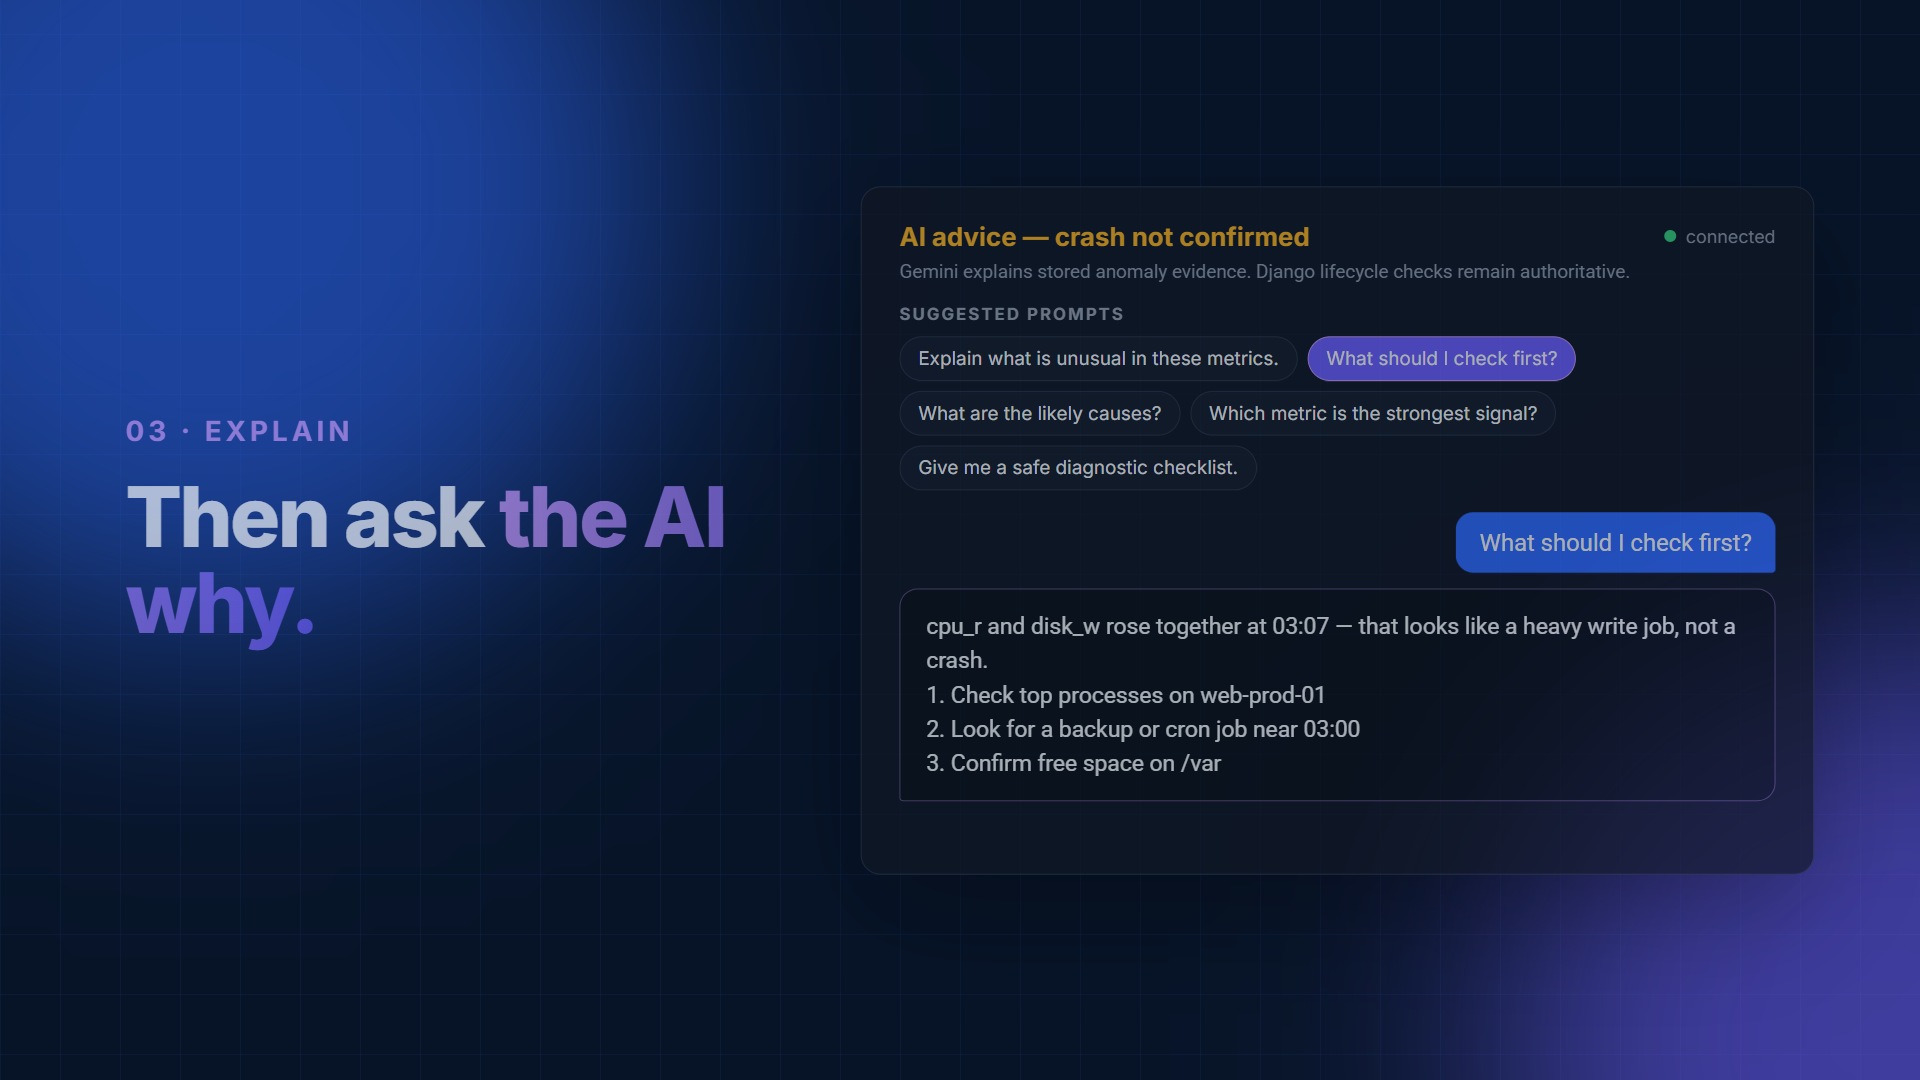 03 · EXPLAIN
Then ask the AI
why.
AI advice — crash not confirmed
connected
Gemini explains stored anomaly evidence. Django lifecycle checks remain authoritative.
SUGGESTED PROMPTS
Explain what is unusual in these metrics.
What should I check first?
What are the likely causes?
Which metric is the strongest signal?
Give me a safe diagnostic checklist.
What should I check first?
cpu_r and disk_w rose together at 03:07 — that looks like a heavy write job, not a
crash.
1. Check top processes on web-prod-01
2. Look for a backup or cron job near 03:00
3. Confirm free space on /var